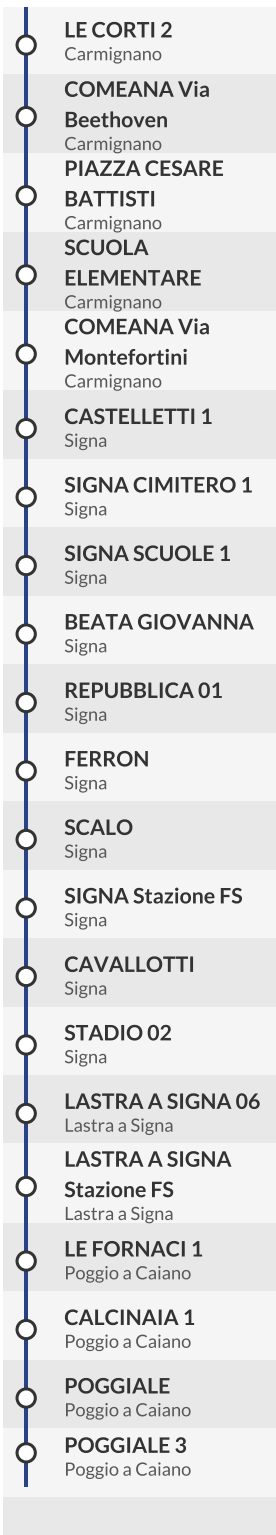 LE CORTI 2
Carmignano
COMEANA Via
Beethoven
Carmignano
PIAZZA CESARE
BATTISTI
Carmignano
SCUOLA
ELEMENTARE
Carmignano
COMEANA Via
Montefortini
Carmignano
CASTELLETTI 1
Signa
SIGNA CIMITERO 1
Signa
SIGNA SCUOLE 1
Signa
BEATA GIOVANNA
Signa
REPUBBLICA 01
Signa
FERRON
Signa
SCALO
Signa
SIGNA Stazione FS
Signa
CAVALLOTTI
Signa
STADIO 02
Signa
LASTRA A SIGNA 06
Lastra a Signa
LASTRA A SIGNA
Stazione FS
Lastra a Signa
LE FORNACI 1
Poggio a Caiano
CALCINAIA 1
Poggio a Caiano
POGGIALE
Poggio a Caiano
POGGIALE 3
Poggio a Caiano